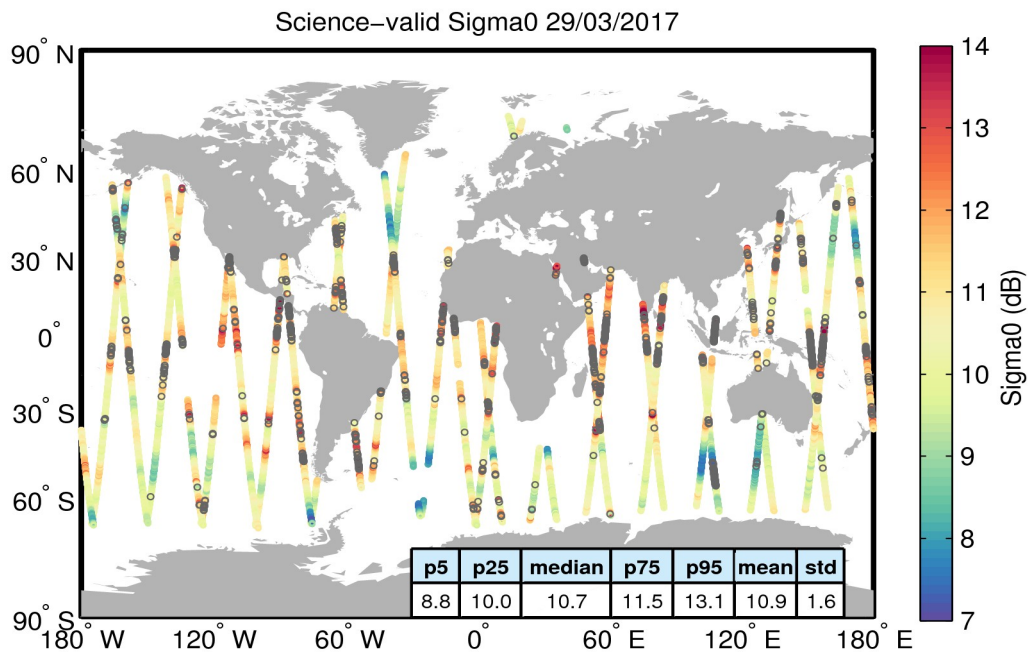 Science−valid Sigma0 29/03/2017
90° N
60° N
30° N
0°
30° S
60° S
90° S
180° W
120° W
60° W
0°
60° E
120° E
180° E
p5 p25 median p75 p95 mean std
8.8 10.0 10.7 11.5 13.1 10.9 1.6
14
13
12
11
10
9
8
7
Sigma0 (dB)